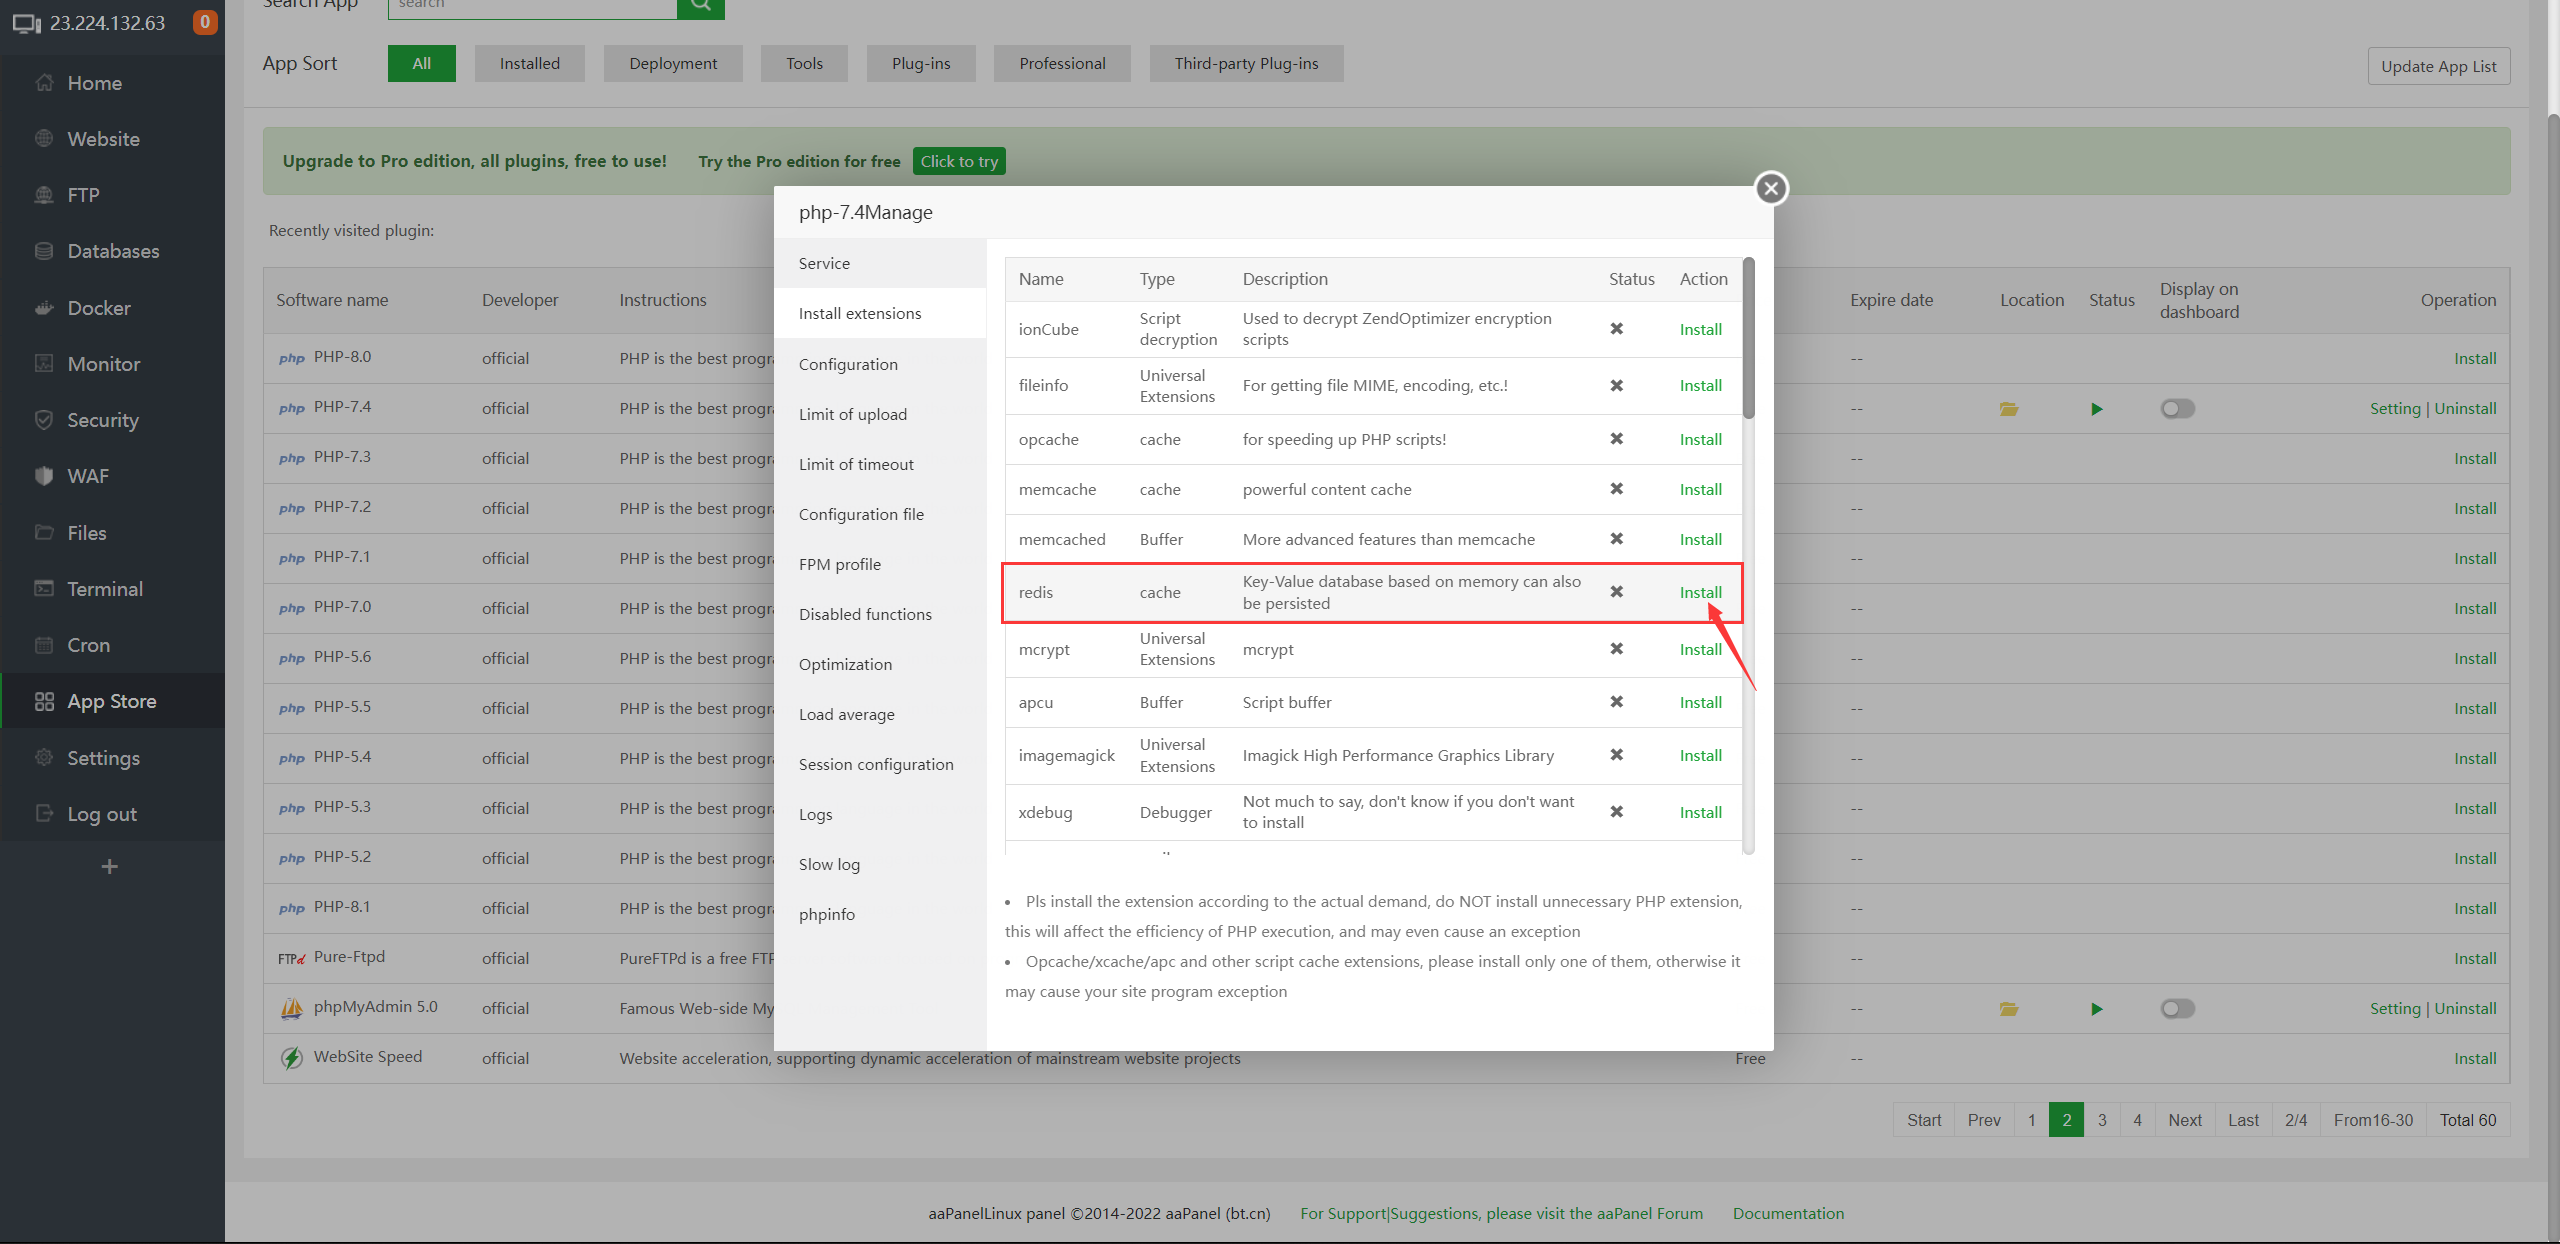 23.224.132.63
0
Home
Website
FTP
Databases
Docker
Monitor
Security
WAF
Files
Terminal
Cron
App Store
Settings
Log out
Search App
search
App Sort
All
Installed
Deployment
Tools
Plug-ins
Professional
Third-party Plug-ins
Update App List
Upgrade to Pro edition, all plugins, free to use! Try the Pro edition for free Click to try
Recently visited plugin:
Software name Developer Instructions Expire date Location Status Display on dashboard Operation
php PHP-8.0 official PHP is the best progr -- Install
php PHP-7.4 official PHP is the best progr -- Setting | Uninstall
php PHP-7.3 official PHP is the best progr -- Install
php PHP-7.2 official PHP is the best progr -- Install
php PHP-7.1 official PHP is the best progr -- Install
php PHP-7.0 official PHP is the best progr -- Install
php PHP-5.6 official PHP is the best progr -- Install
php PHP-5.5 official PHP is the best progr -- Install
php PHP-5.4 official PHP is the best progr -- Install
php PHP-5.3 official PHP is the best progr -- Install
php PHP-5.2 official PHP is the best progr -- Install
php PHP-8.1 official PHP is the best progr -- Install
FTPd Pure-Ftpd official PureFTPd is a free FTP -- Install
phpMyAdmin 5.0 official Famous Web-side My -- Setting | Uninstall
WebSite Speed official Website acceleration, supporting dynamic acceleration of mainstream website projects Free -- Install
php-7.4Manage
Service
Install extensions
Configuration
Limit of upload
Limit of timeout
Configuration file
FPM profile
Disabled functions
Optimization
Load average
Session configuration
Logs
Slow log
phpinfo
Name Type Description Status Action
ionCube Script decryption Used to decrypt ZendOptimizer encryption scripts Install
fileinfo Universal Extensions For getting file MIME, encoding, etc.! Install
opcache cache for speeding up PHP scripts! Install
memcache cache powerful content cache Install
memcached Buffer More advanced features than memcache Install
redis cache Key-Value database based on memory can also be persisted Install
mcrypt Universal Extensions mcrypt Install
apcu Buffer Script buffer Install
imagemagick Universal Extensions Imagick High Performance Graphics Library Install
xdebug Debugger Not much to say, don't know if you don't want to install Install
Pls install the extension according to the actual demand, do NOT install unnecessary PHP extension,
this will affect the efficiency of PHP execution, and may even cause an exception
Opcache/xcache/apc and other script cache extensions, please install only one of them, otherwise it
may cause your site program exception
Start Prev 1 2 3 4 Next Last 2/4 From16-30 Total 60
aaPanelLinux panel ©2014-2022 aaPanel (bt.cn) For Support|Suggestions, please visit the aaPanel Forum Documentation